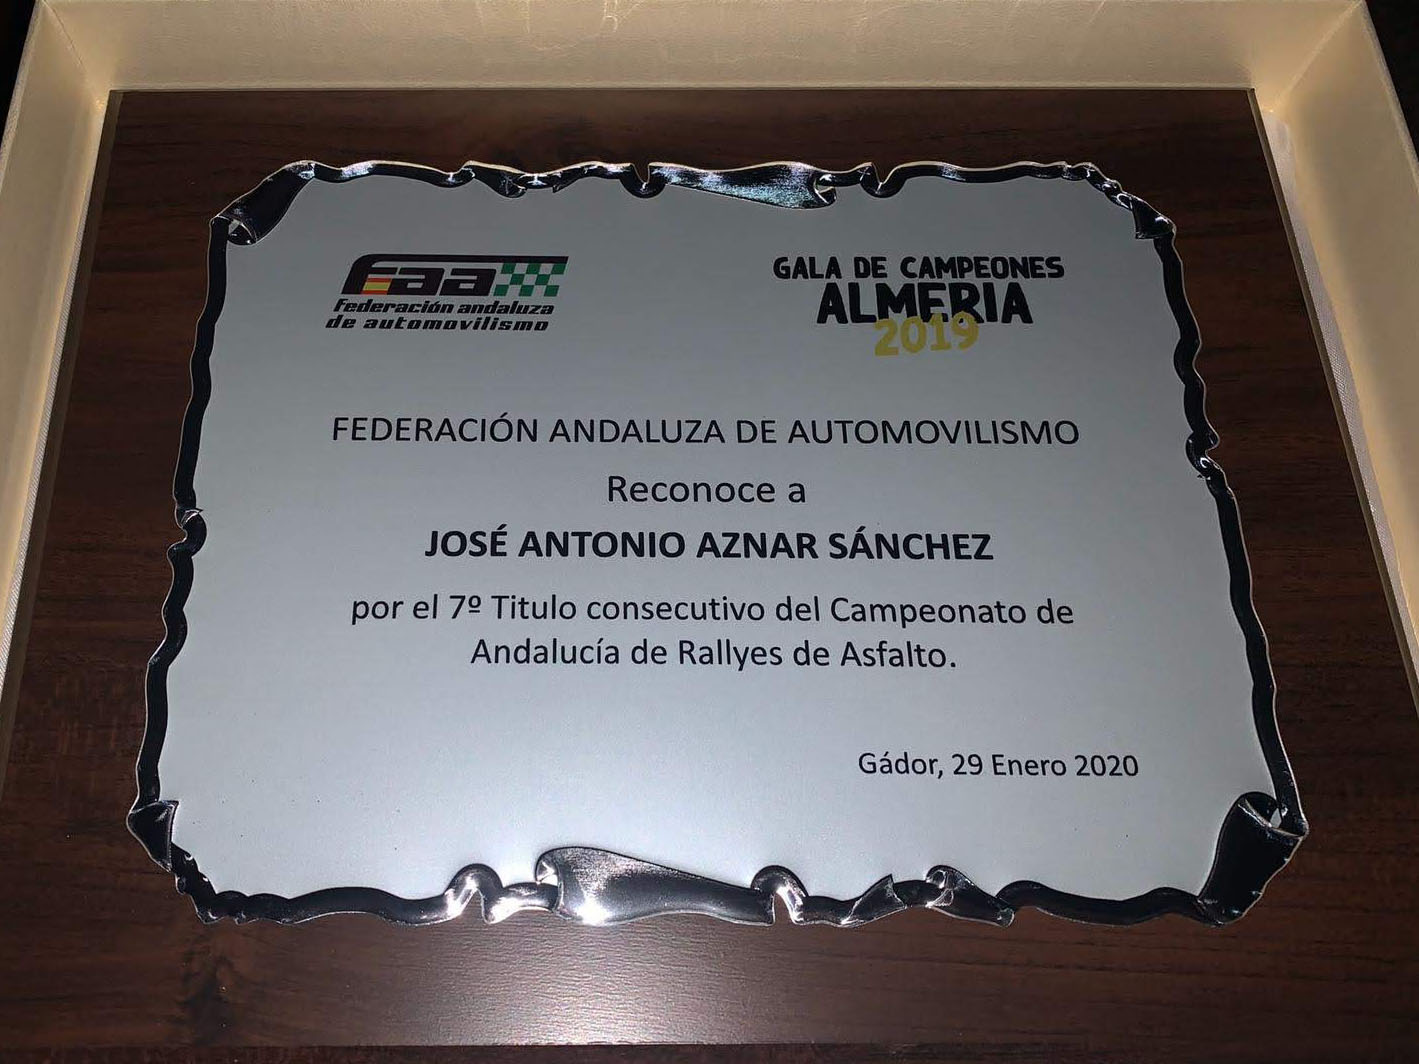 Faa
Federación andaluza
de automovilismo
GALA DE CAMPEONES
ALMERIA
2019
FEDERACIÓN ANDALUZA DE AUTOMOVILISMO
Reconoce a
JOSÉ ANTONIO AZNAR SÁNCHEZ
por el 7º Titulo consecutivo del Campeonato de
Andalucía de Rallyes de Asfalto.
Gádor, 29 Enero 2020